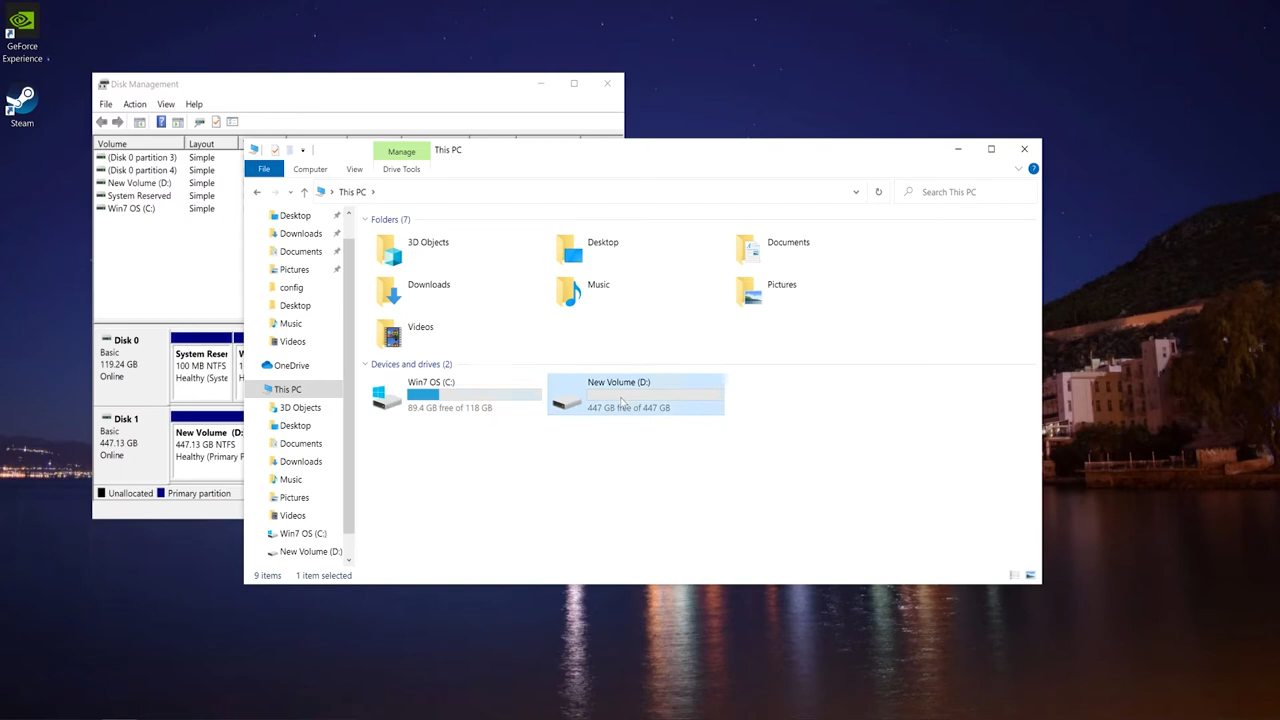 GeForce
Experience
Steam
Disk Management
File Action View Help
Volume Layout
(Disk 0 partition 3) Simple
(Disk 0 partition 4) Simple
New Volume (D:) Simple
System Reserved Simple
Win7 OS (C:) Simple
Disk 0
Basic
119.24 GB
Online
System Reser
100 MB NTFS
Healthy (Syste
W
Disk 1
Basic
447.13 GB
Online
New Volume (D:
447.13 GB NTFS
Healthy (Primary P
Unallocated Primary partition
Manage This PC
File Computer View Drive Tools
This PC
Search This PC
Desktop
Downloads
Documents
Pictures
config
Desktop
Music
Videos
OneDrive
This PC
3D Objects
Desktop
Documents
Downloads
Music
Pictures
Videos
Win7 OS (C:)
New Volume (D:)
Folders (7)
3D Objects Desktop Documents
Downloads Music Pictures
Videos
Devices and drives (2)
Win7 OS (C:)
89.4 GB free of 118 GB
New Volume (D:)
447 GB free of 447 GB
9 items 1 item selected